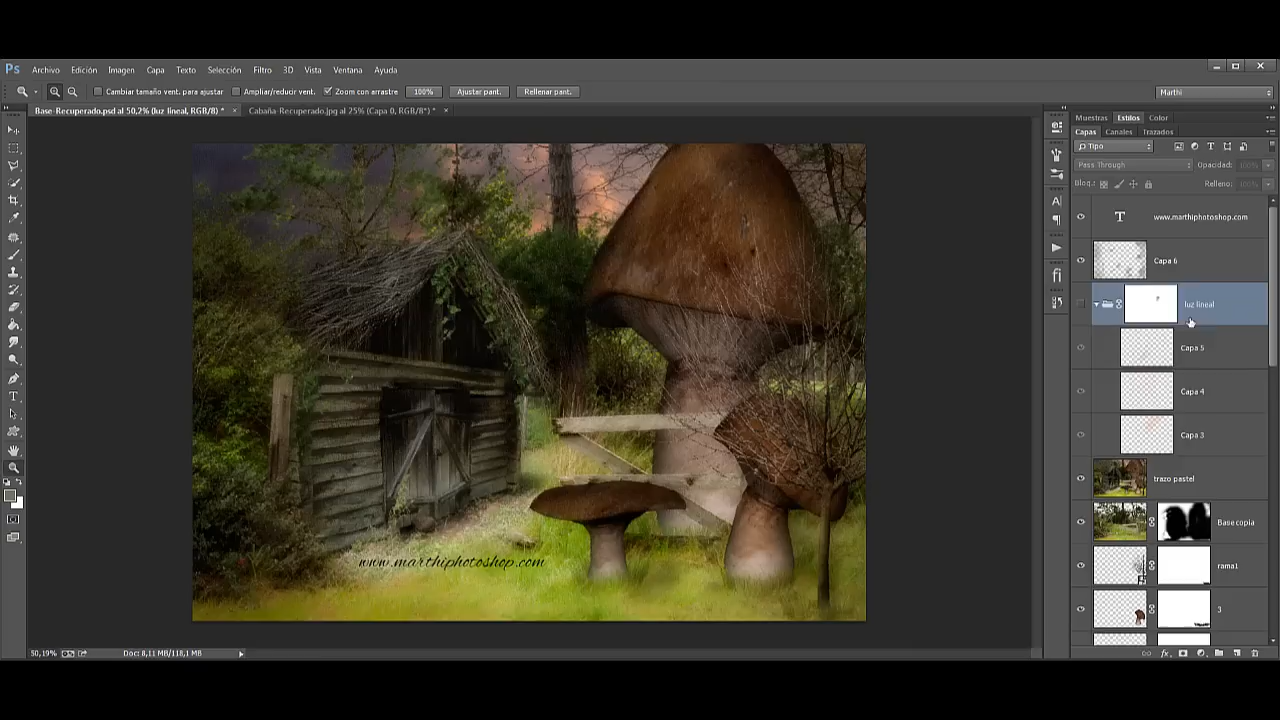 Ps Archivo Edición Imagen Capa Texto Selección Filtro 3D Vista Ventana Ayuda
Cambiar tamaño vent. para ajustar Ampliar/reducir vent. Zoom con arrastre 100% Ajustar pant. Rellenar pant. Marthi
Base-Recuperado.psd al 50,2% (luz lineal, RGB/8) * × Cabaña-Recuperado.jpg al 25% (Capa 0, RGB/8*) * ×
Muestras Estilos Color
Capas Canales Trazados
Tipo
Pass Through Opacidad: 100%
Bloq.: Relleno: 100%
T www.marthiphotoshop.com
Capa 6
luz lineal
Capa 5
Capa 4
Capa 3
trazo pastel
Base copia
rama1
3
www.marthiphotoshop.com
50,19% Doc: 8,11 MB/118,1 MB